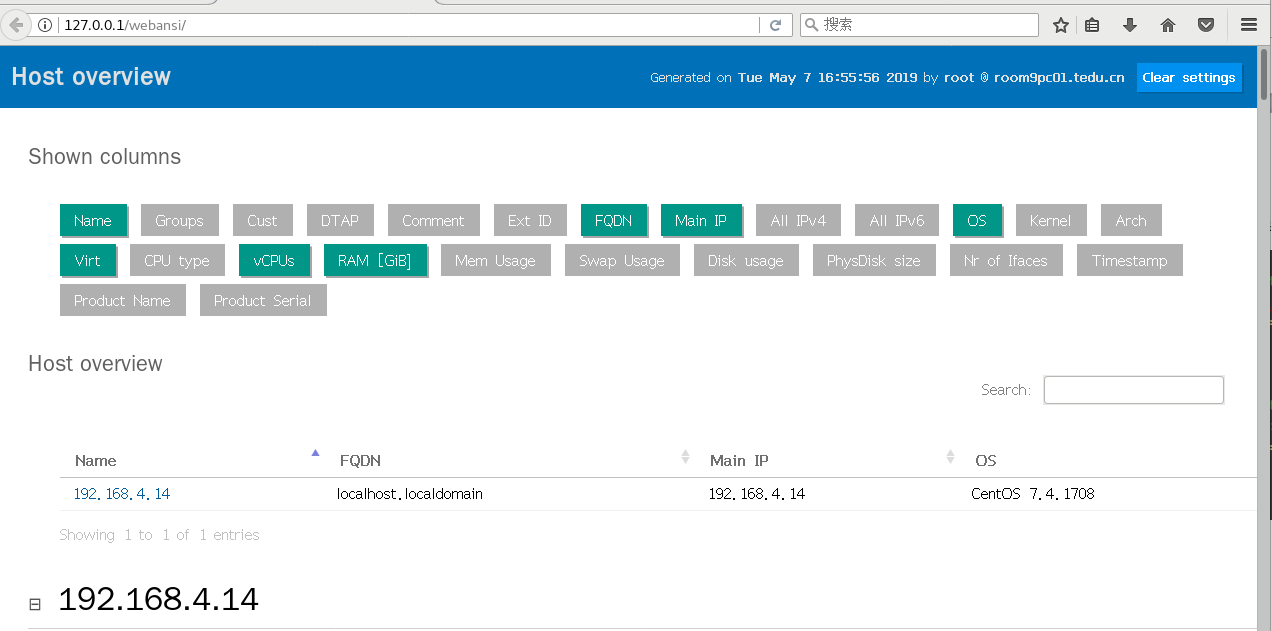 127.0.0.1/webansi/ 搜索
Host overview Generated on Tue May 7 16:55:56 2019 by root @ room9pc01.tedu.cn Clear settings
Shown columns
Name Groups Cust DTAP Comment Ext ID FQDN Main IP All IPv4 All IPv6 OS Kernel Arch
Virt CPU type vCPUs RAM [GiB] Mem Usage Swap Usage Disk usage PhysDisk size Nr of Ifaces Timestamp
Product Name Product Serial
Host overview
Search:
Name FQDN Main IP OS
192.168.4.14 localhost.localdomain 192.168.4.14 CentOS 7.4.1708
Showing 1 to 1 of 1 entries
192.168.4.14